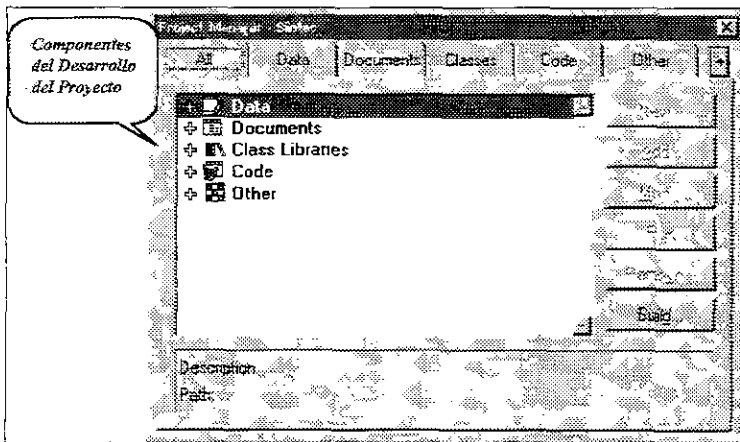 Componentes
del Desarrollo
del Proyecto
Project Manager -
All Data Documents Classes Code Other
Data
Documents
Class Libraries
Code
Other
Build
Description
Path: